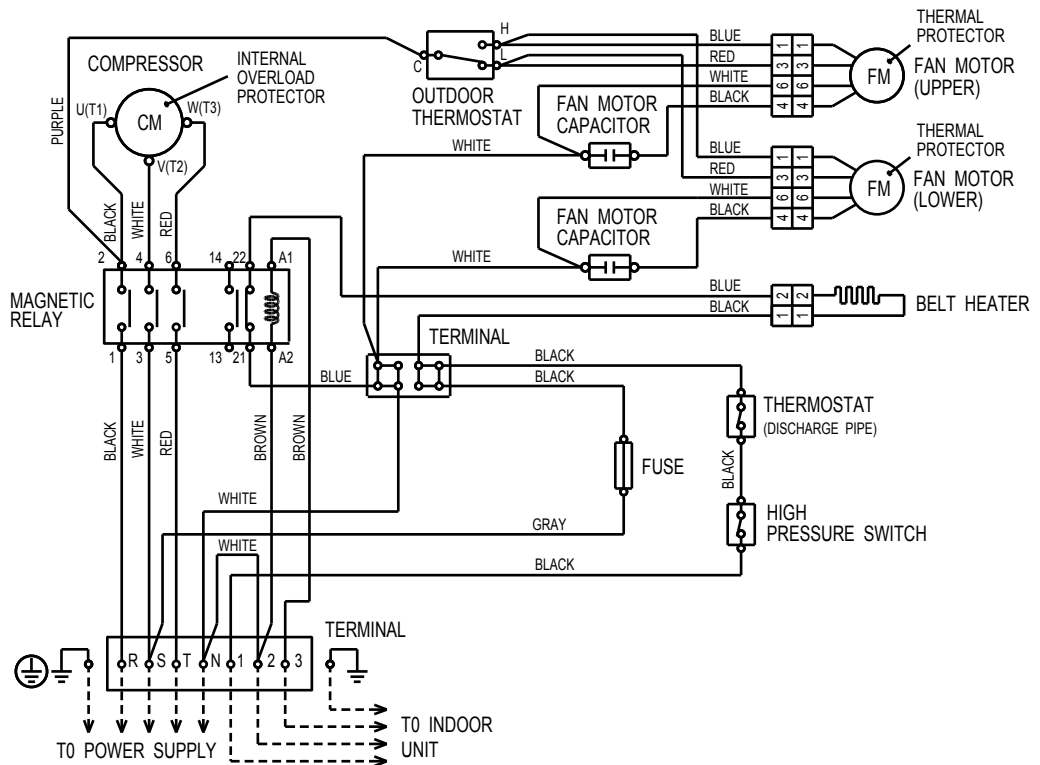 H
BLUE
1 1
THERMAL
PROTECTOR
L
RED
3 3
FM
FAN MOTOR
(UPPER)
C
WHITE
6 6
BLACK
4 4
OUTDOOR
THERMOSTAT
FAN MOTOR
CAPACITOR
COMPRESSOR
INTERNAL
OVERLOAD
PROTECTOR
U(T1)
CM
W(T3)
V(T2)
PURPLE
WHITE
BLUE
1 1
THERMAL
PROTECTOR
RED
3 3
FM
FAN MOTOR
(LOWER)
WHITE
6 6
BLACK
4 4
FAN MOTOR
CAPACITOR
BLACK
WHITE
RED
WHITE
2 4 6 14 22 A1
MAGNETIC
RELAY
1 3 5 13 21 A2
BLUE
2 2
BLACK
1 1
BELT HEATER
TERMINAL
BLUE
BLACK
BLACK
THERMOSTAT
(DISCHARGE PIPE)
BLACK
WHITE
RED
BROWN
BROWN
FUSE
BLACK
WHITE
GRAY
HIGH
PRESSURE SWITCH
WHITE
BLACK
TERMINAL
R S T N 1 2 3
T0 POWER SUPPLY
T0 INDOOR
UNIT